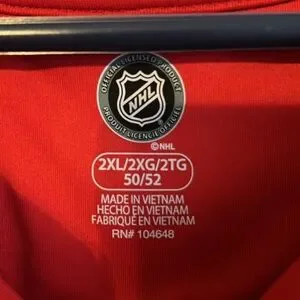 OFFICIAL LICENSED PRODUCT
NHL
PRODUIT LICENCIÉ OFFICIEL
©NHL
2XL/2XG/2TG
50/52
MADE IN VIETNAM
HECHO EN VIETNAM
FABRIQUÉ EN VIETNAM
RN# 104648